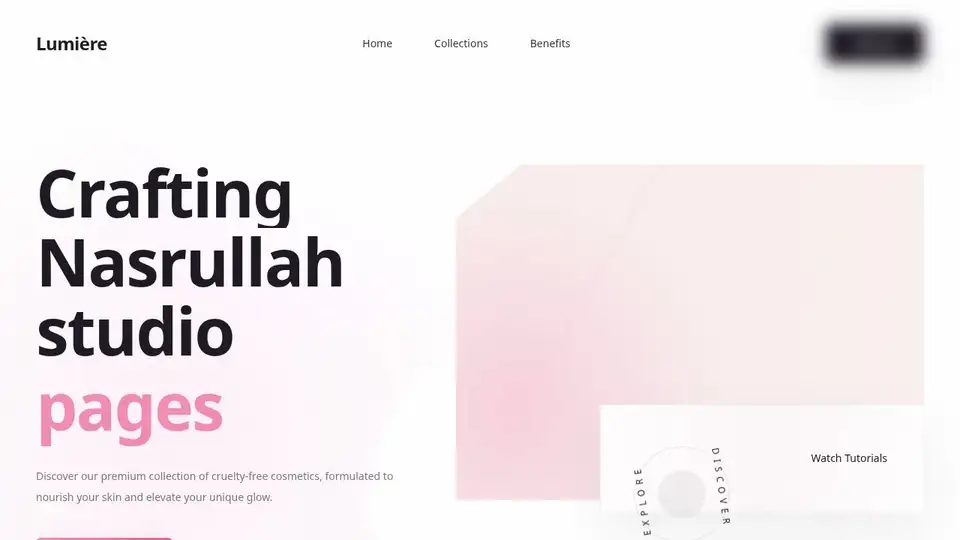 Lumière
Home
Collections
Benefits
Crafting
Nasrullah
studio
pages
Discover our premium collection of cruelty-free cosmetics, formulated to
nourish your skin and elevate your unique glow.
Watch Tutorials
EXPLORE
DISCOVER